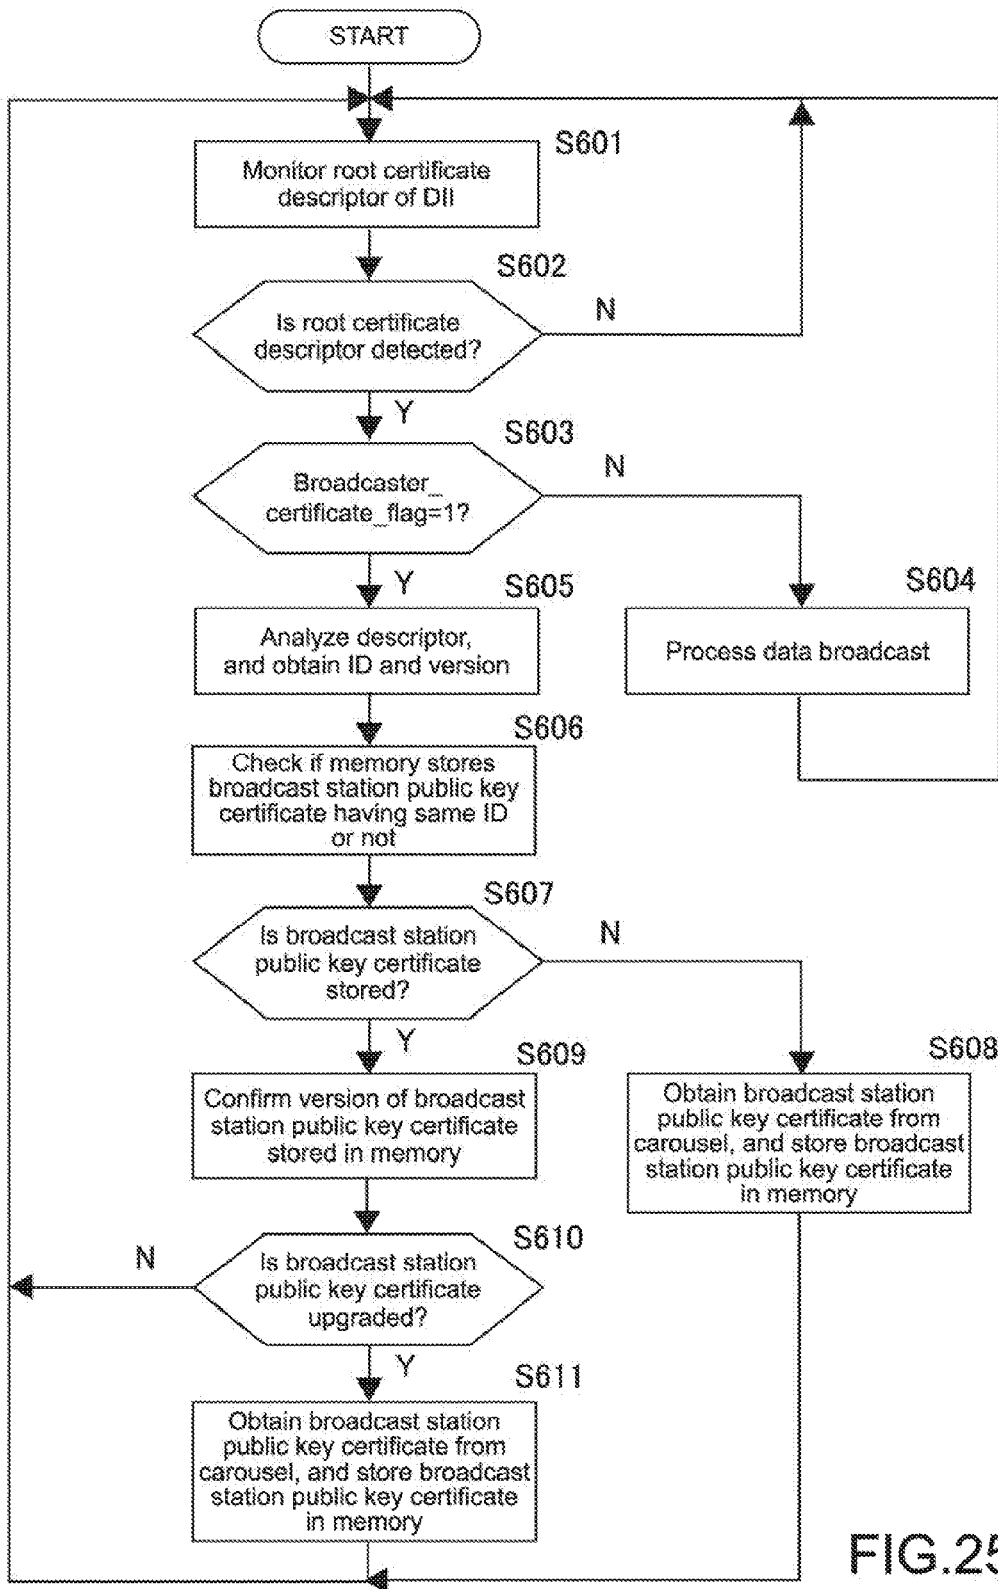 START
S601
Monitor root certificate
descriptor of DII
S602
Is root certificate
descriptor detected?
N
Y
S603
Broadcaster_
certificate_flag=1?
N
Y
S605
Analyze descriptor,
and obtain ID and version
S604
Process data broadcast
S606
Check if memory stores
broadcast station public key
certificate having same ID
or not
S607
Is broadcast station
public key certificate
stored?
N
Y
S609
Confirm version of broadcast
station public key certificate
stored in memory
S608
Obtain broadcast station
public key certificate from
carousel, and store broadcast
station public key certificate
in memory
S610
Is broadcast station
public key certificate
upgraded?
N
Y
S611
Obtain broadcast station
public key certificate from
carousel, and store broadcast
station public key certificate
in memory
FIG.25